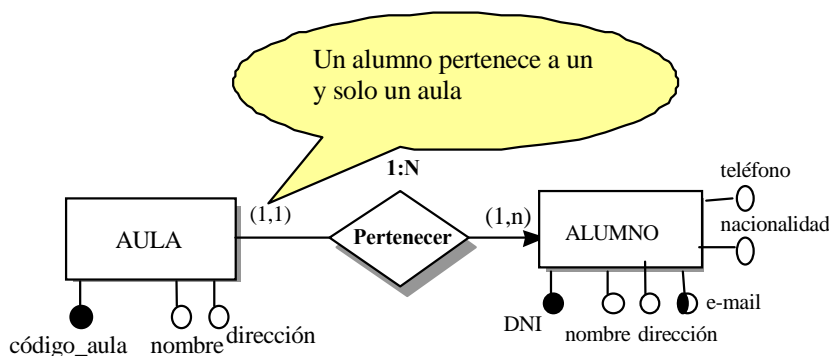 Un alumno pertenece a un
y solo un aula
1:N
teléfono
(1,1)
(1,n)
nacionalidad
AULA
Pertenecer
ALUMNO
código_aula
nombre
dirección
DNI
nombre
dirección
e-mail